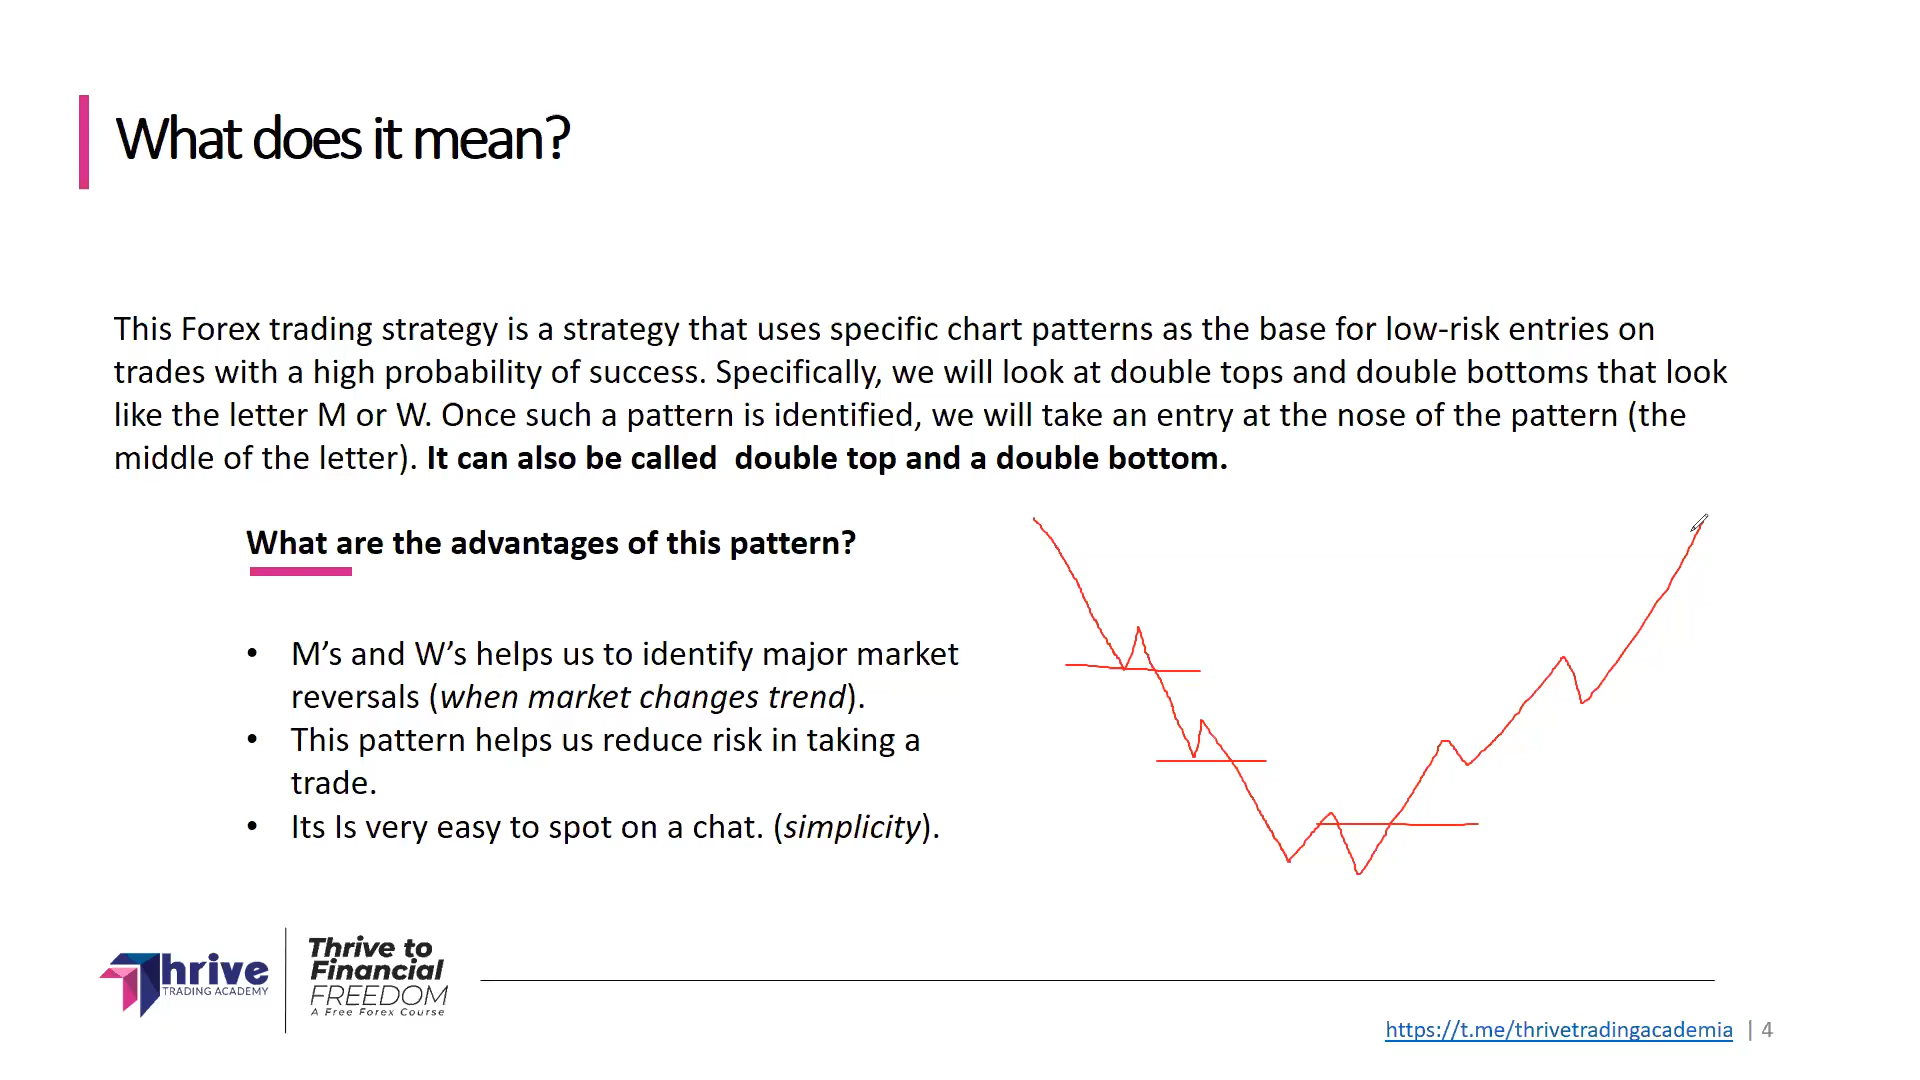 What does it mean?
This Forex trading strategy is a strategy that uses specific chart patterns as the base for low-risk entries on
trades with a high probability of success. Specifically, we will look at double tops and double bottoms that look
like the letter M or W. Once such a pattern is identified, we will take an entry at the nose of the pattern (the
middle of the letter). It can also be called  double top and a double bottom.
What are the advantages of this pattern?
• M’s and W’s helps us to identify major market
reversals (when market changes trend).
• This pattern helps us reduce risk in taking a
trade.
• Its Is very easy to spot on a chat. (simplicity).
Thrive
TRADING ACADEMY
Thrive to
Financial
FREEDOM
A Free Forex Course
https://t.me/thrivetradingacademia | 4